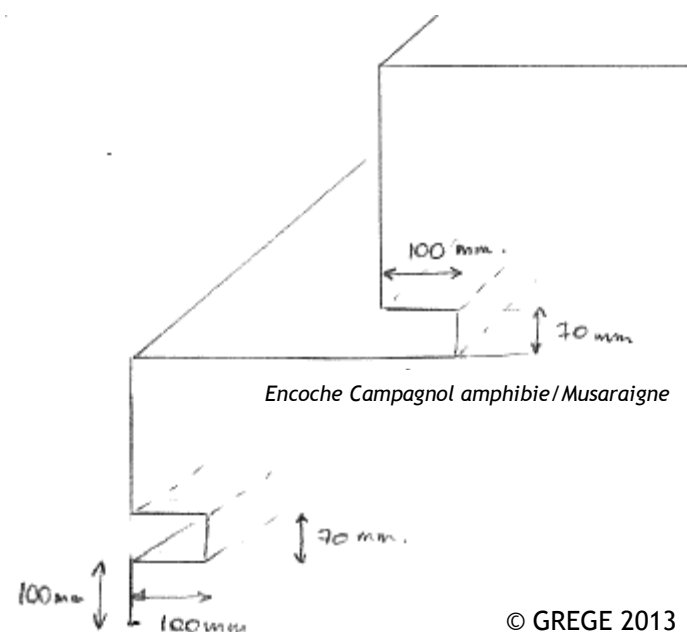 100 mm.
70 mm
Encoche Campagnol amphibie/Musaraigne
70 mm.
100 mm
100 mm
© GREGE 2013